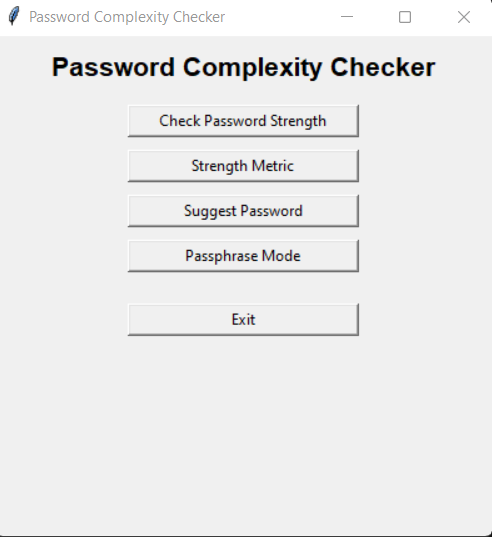 Password Complexity Checker
Password Complexity Checker
Check Password Strength
Strength Metric
Suggest Password
Passphrase Mode
Exit